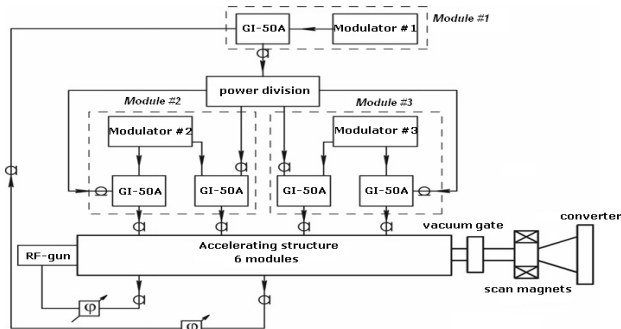 Module #1
GI-50A
Modulator #1
power division
Module #2
Module #3
Modulator #2
Modulator #3
GI-50A
GI-50A
GI-50A
GI-50A
RF-gun
Accelerating structure
6 modules
vacuum gate
converter
scan magnets
φ
φ